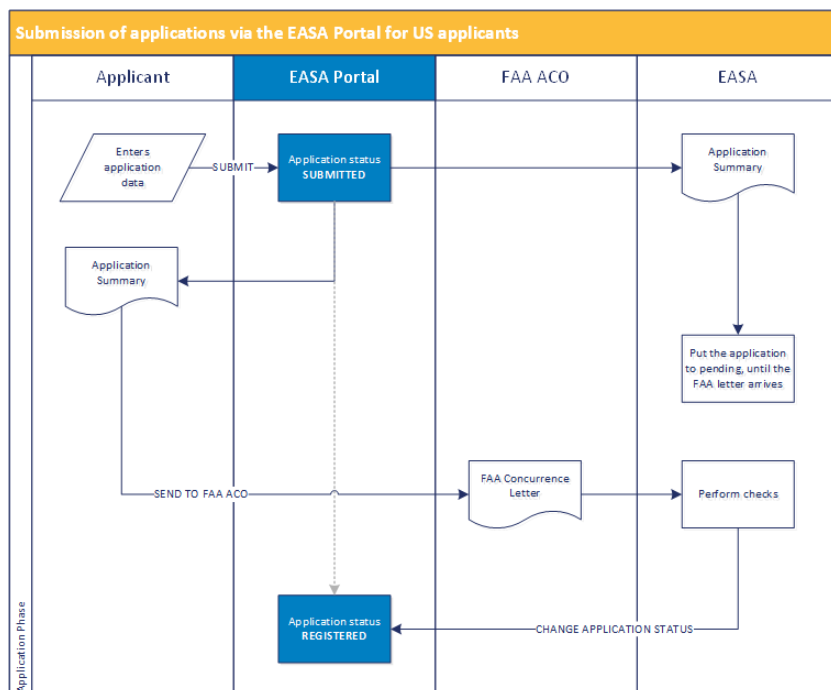 Submission of applications via the EASA Portal for US applicants
Applicant
EASA Portal
FAA ACO
EASA
Enters
application
data
SUBMIT
Application status
SUBMITTED
Application
Summary
Application
Summary
Put the application
to pending, until the
FAA letter arrives
SEND TO FAA ACO
FAA Concurrence
Letter
Perform checks
Application status
REGISTERED
CHANGE APPLICATION STATUS
Application Phase